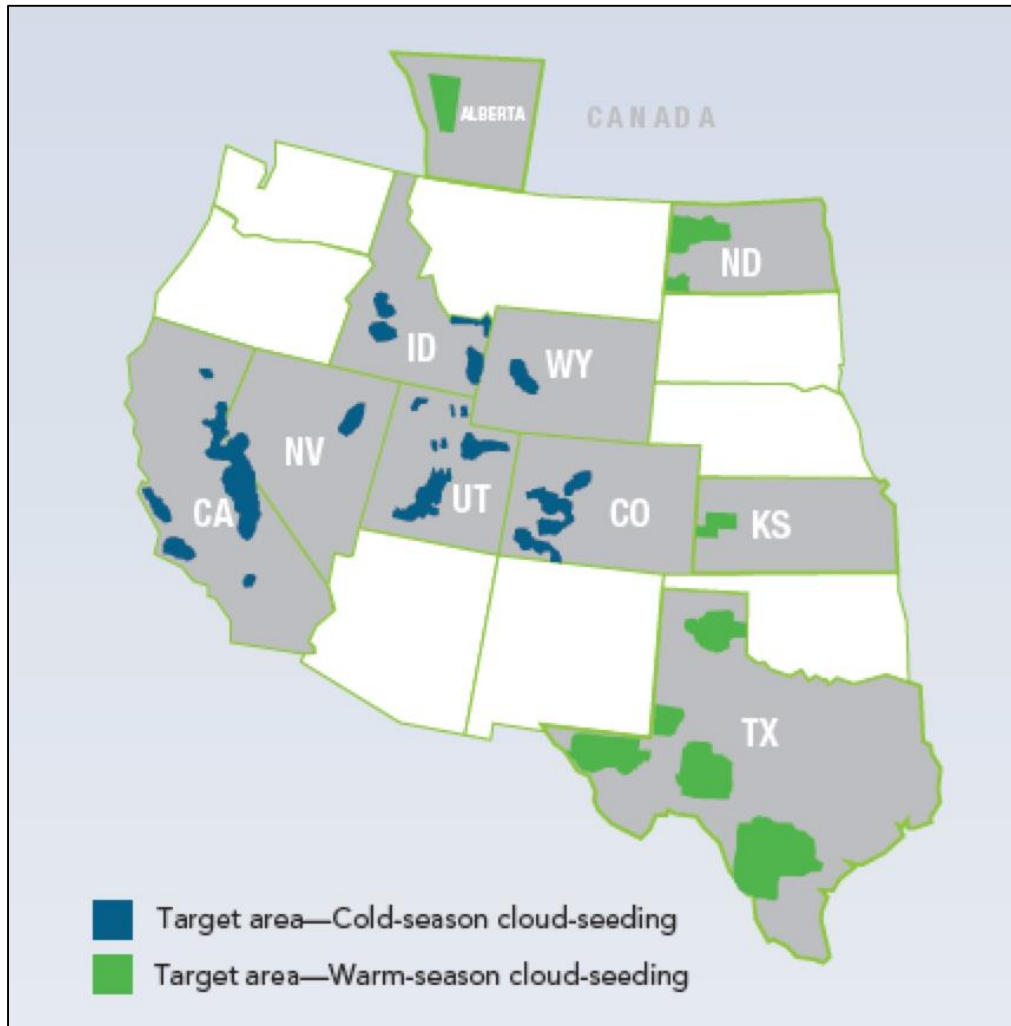 ALBERTA
CANADA
ND
ID
WY
NV
UT
CO
CA
KS
TX
Target area—Cold-season cloud-seeding
Target area—Warm-season cloud-seeding